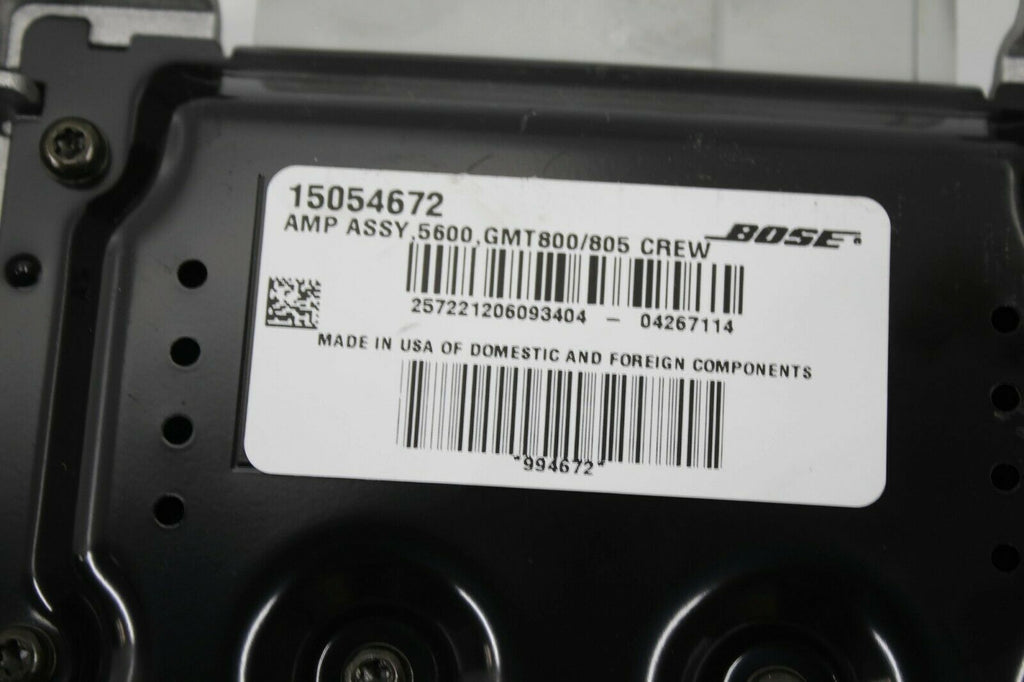 15054672
AMP ASSY,5600,GMT800/805 CREW
BOSE
257221206093404 - 04267114
MADE IN USA OF DOMESTIC AND FOREIGN COMPONENTS
*994672*